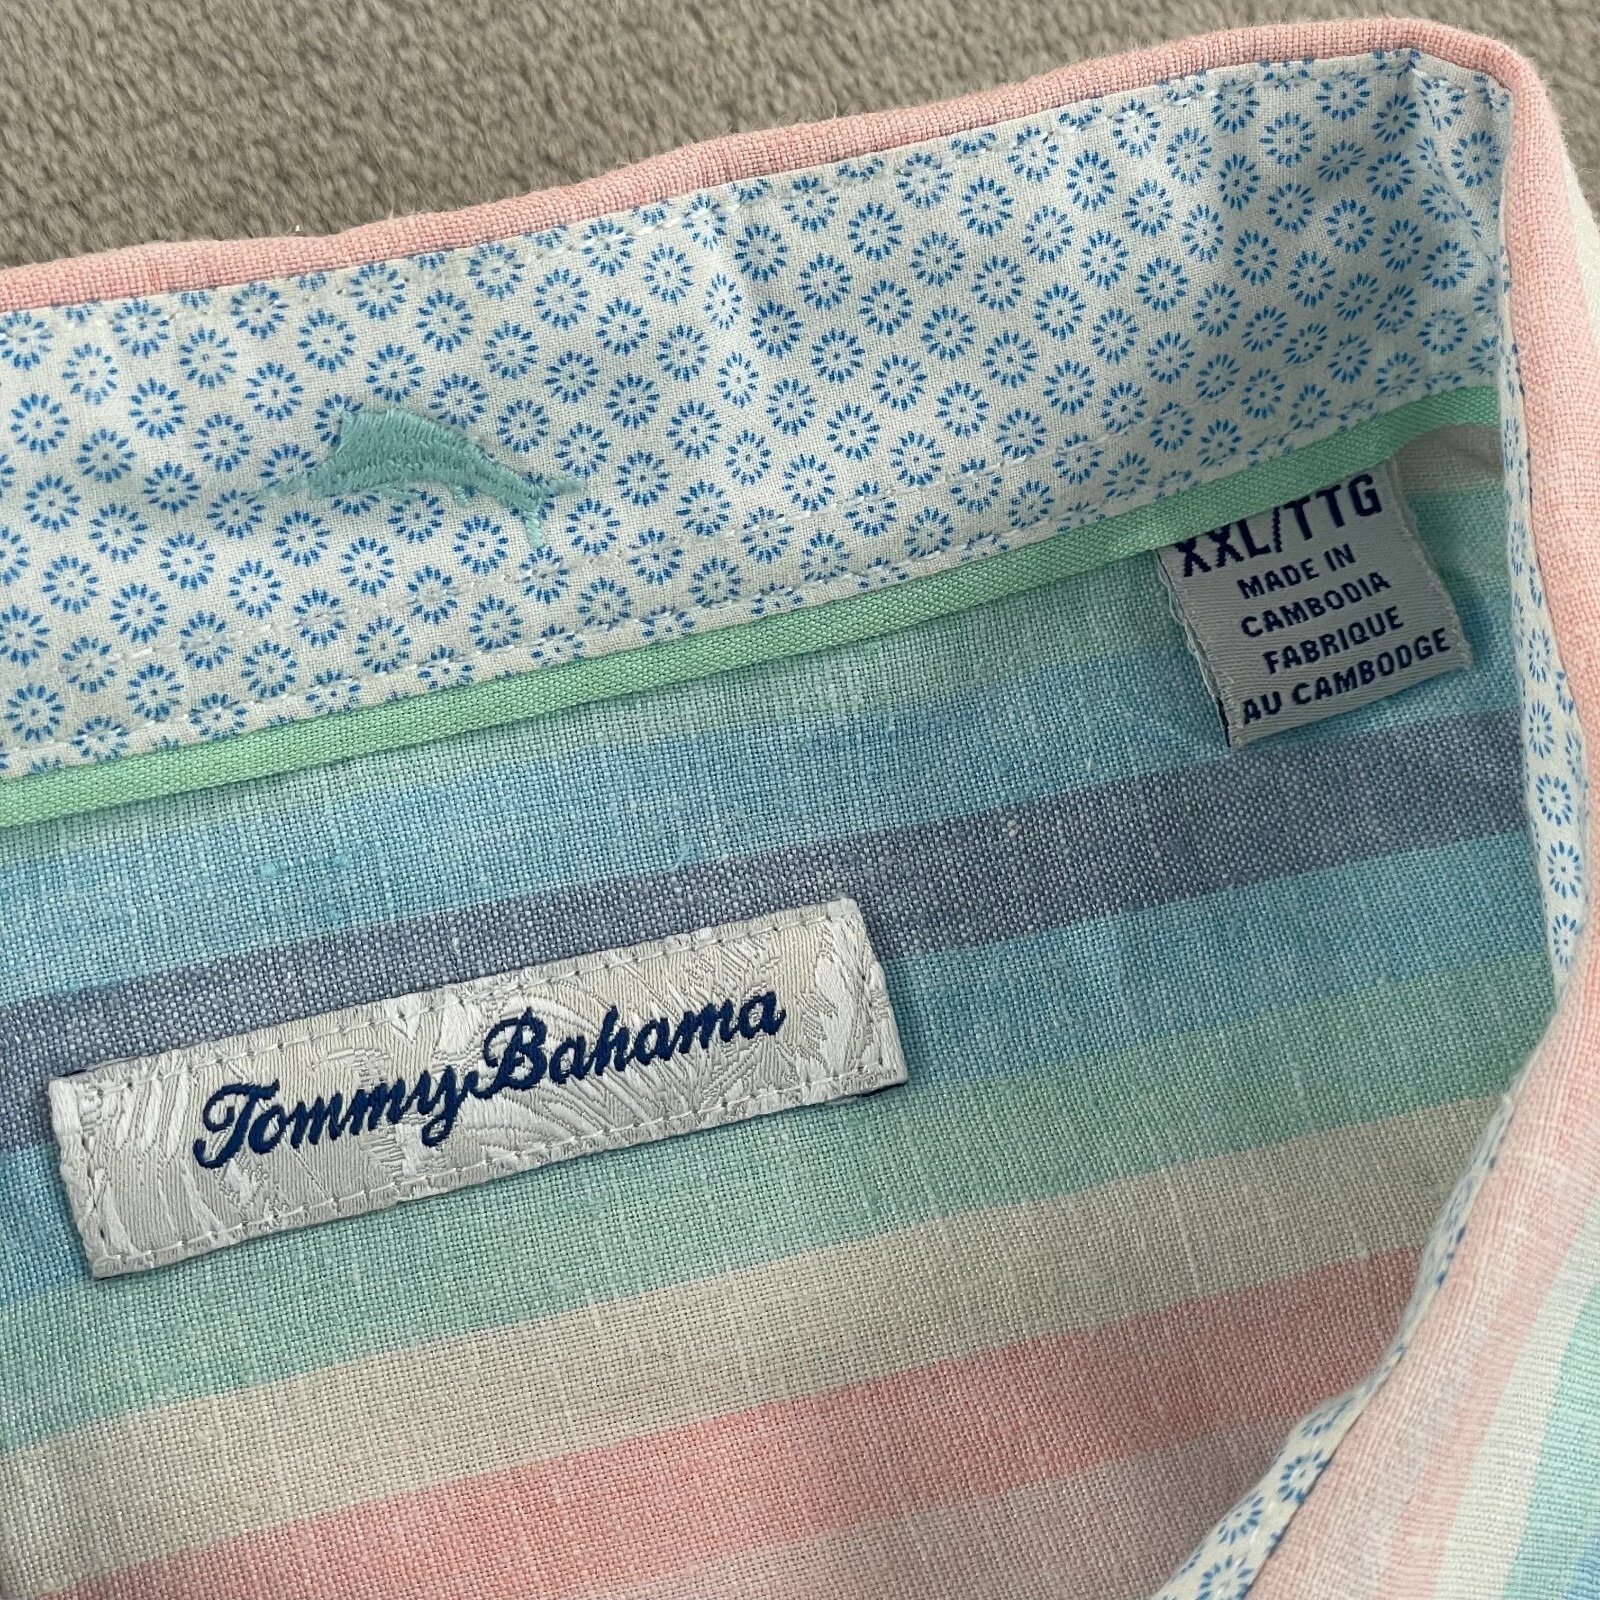 XXL/TTG
MADE IN
CAMBODIA
FABRIQUE
AU CAMBODGE
Tommy Bahama